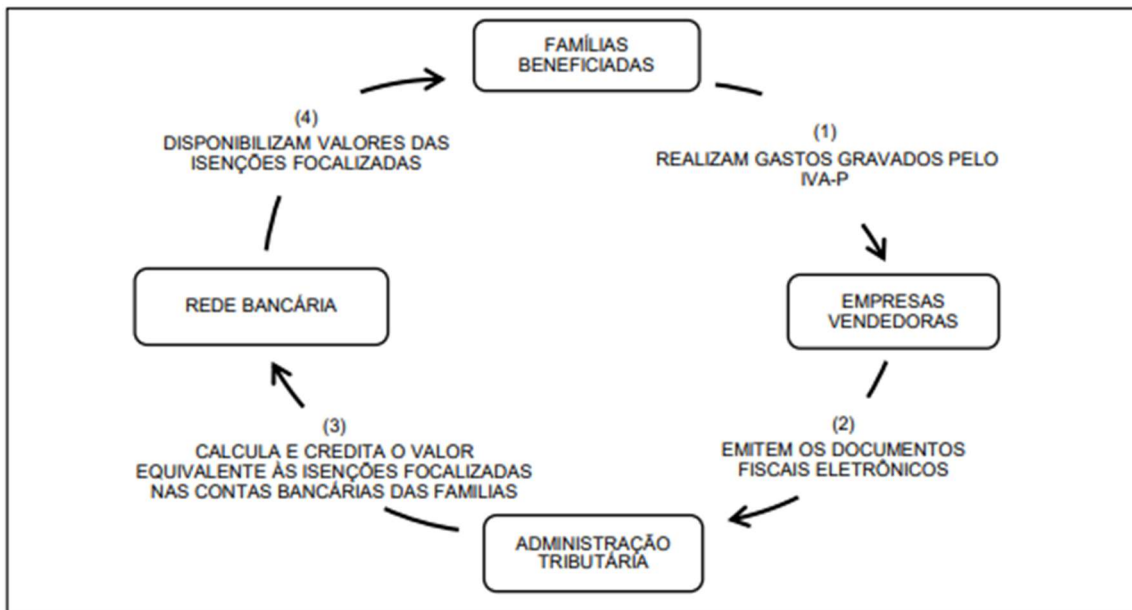 FAMÍLIAS
BENEFICIADAS
(1)
REALIZAM GASTOS GRAVADOS PELO
IVA-P
EMPRESAS
VENDEDORAS
(2)
EMITEM OS DOCUMENTOS
FISCAIS ELETRÔNICOS
ADMINISTRAÇÃO
TRIBUTÁRIA
(3)
CALCULA E CREDITA O VALOR
EQUIVALENTE ÀS ISENÇÕES FOCALIZADAS
NAS CONTAS BANCÁRIAS DAS FAMILIAS
REDE BANCÁRIA
(4)
DISPONIBILIZAM VALORES DAS
ISENÇÕES FOCALIZADAS